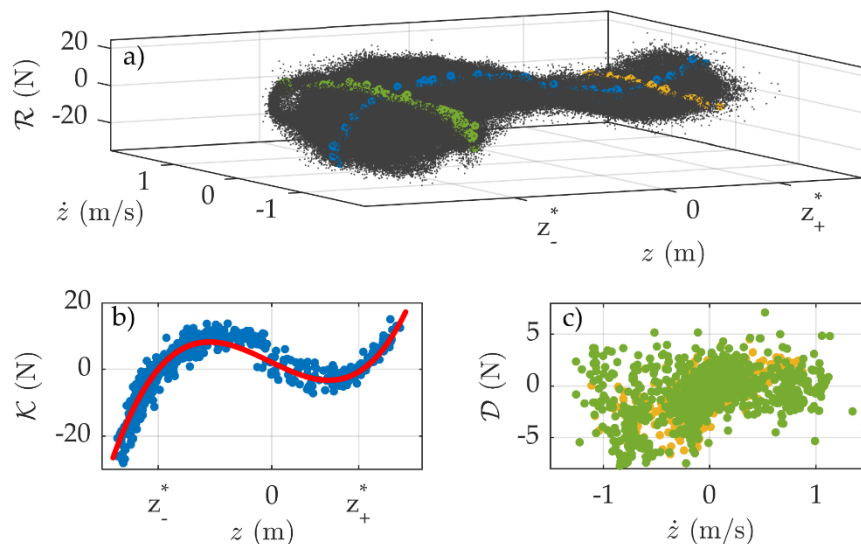 a)
20
0
-20
ℛ (N)
1
0
-1
ż (m/s)
z₋*
0
z₊*
z (m)
b)
20
0
-20
𝒦 (N)
z₋*
0
z₊*
z (m)
c)
5
0
-5
𝒟 (N)
-1
0
1
ż (m/s)